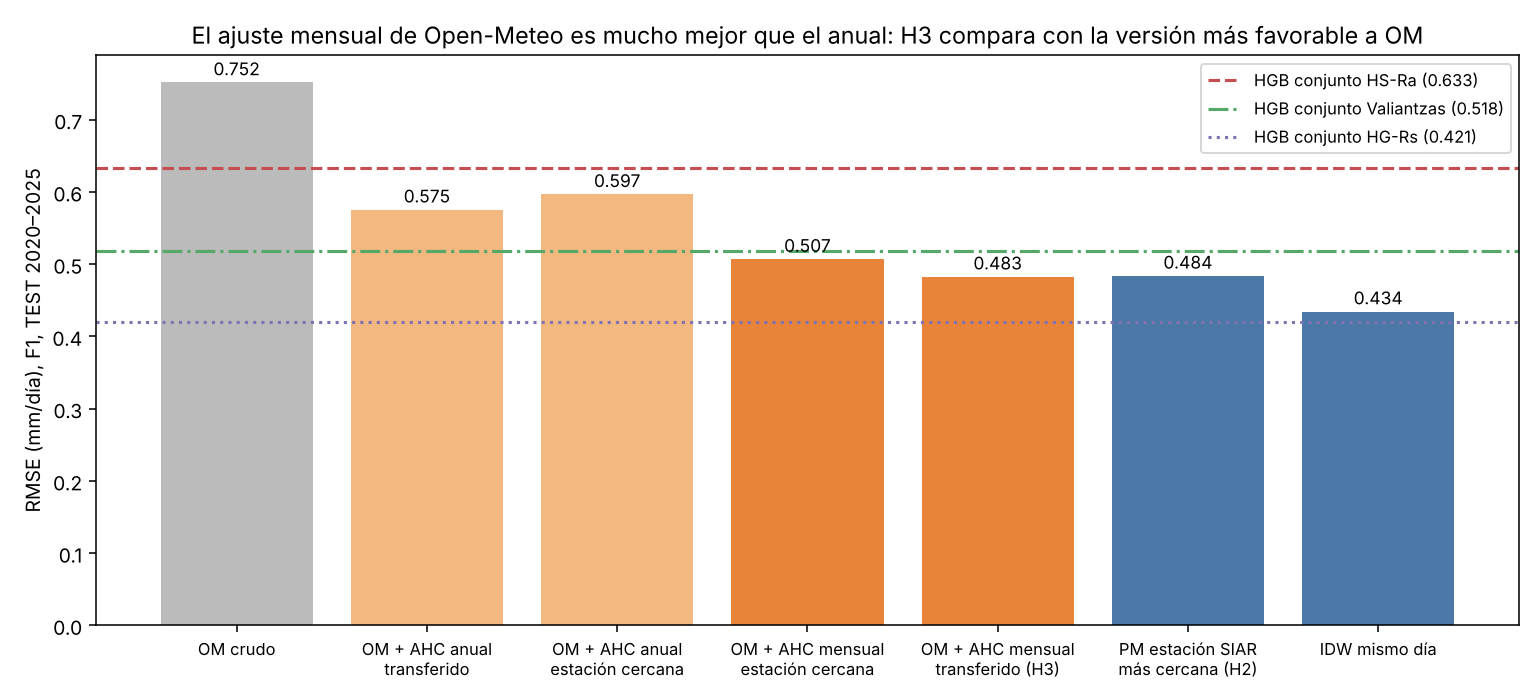 El ajuste mensual de Open-Meteo es mucho mejor que el anual: H3 compara con la versión más favorable a OM
RMSE (mm/día), F1, TEST 2020–2025
0.7
0.6
0.5
0.4
0.3
0.2
0.1
0.0
0.752
0.575
0.597
0.507
0.483
0.484
0.434
HGB conjunto HS-Ra (0.633)
HGB conjunto Valiantzas (0.518)
HGB conjunto HG-Rs (0.421)
OM crudo
OM + AHC anual
transferido
OM + AHC anual
estación cercana
OM + AHC mensual
estación cercana
OM + AHC mensual
transferido (H3)
PM estación SIAR
más cercana (H2)
IDW mismo día